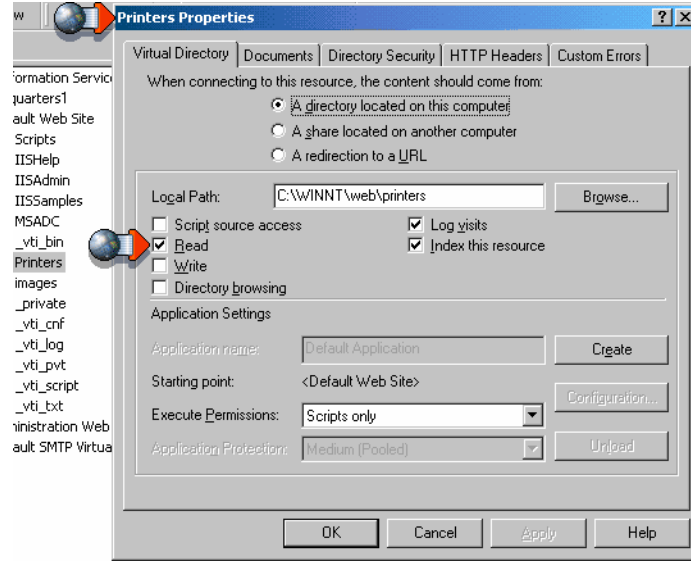 w
Printers Properties
Virtual Directory Documents Directory Security HTTP Headers Custom Errors
When connecting to this resource, the content should come from:
A directory located on this computer
A share located on another computer
A redirection to a URL
Local Path: C:\WINNT\web\printers Browse...
Script source access Log visits
Read Index this resource
Write
Directory browsing
Application Settings
Application name: Default Application Create
Starting point: <Default Web Site> Configuration...
Execute Permissions: Scripts only
Application Protection: Medium (Pooled) Unload
OK Cancel Apply Help
formation Servic
quarters1
ault Web Site
Scripts
IISHelp
IISAdmin
IISSamples
MSADC
_vti_bin
Printers
images
_private
_vti_cnf
_vti_log
_vti_pvt
_vti_script
_vti_txt
ninistration Web
ault SMTP Virtua